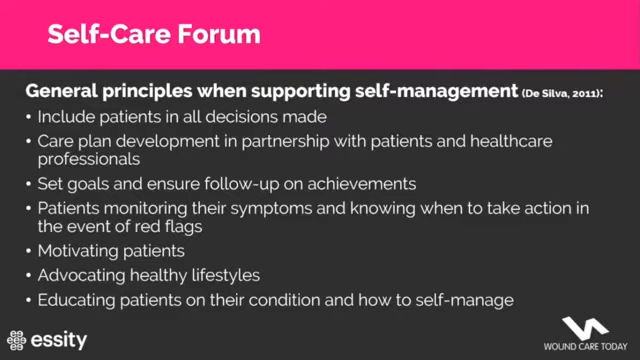 Self-Care Forum
General principles when supporting self-management (De Silva, 2011):
• Include patients in all decisions made
• Care plan development in partnership with patients and healthcare
professionals
• Set goals and ensure follow-up on achievements
• Patients monitoring their symptoms and knowing when to take action in
the event of red flags
• Motivating patients
• Advocating healthy lifestyles
• Educating patients on their condition and how to self-manage
essity
WOUND CARE TODAY